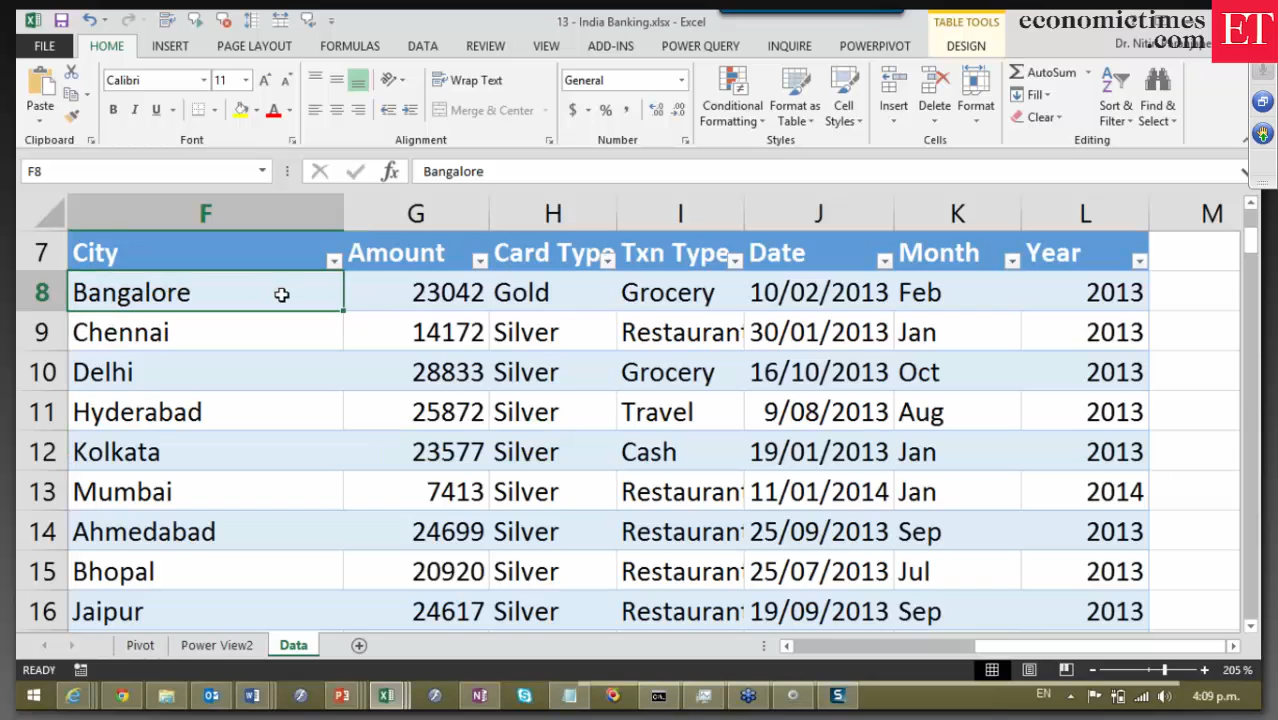 13 - India Banking.xlsx - Excel
TABLE TOOLS
economictimes
.com
ET
FILE HOME INSERT PAGE LAYOUT FORMULAS DATA REVIEW VIEW ADD-INS POWER QUERY INQUIRE POWERPIVOT DESIGN
Dr. Nitin
Paste
Calibri 11
B I U
Wrap Text
Merge & Center
General
$ % ,
Conditional Formatting
Format as Table
Cell Styles
Insert Delete Format
AutoSum
Fill
Clear
Sort & Filter
Find & Select
Clipboard Font Alignment Number Styles Cells Editing
F8 fx Bangalore
F G H I J K L M
7 City Amount Card Type Txn Type Date Month Year
8 Bangalore 23042 Gold Grocery 10/02/2013 Feb 2013
9 Chennai 14172 Silver Restaurant 30/01/2013 Jan 2013
10 Delhi 28833 Silver Grocery 16/10/2013 Oct 2013
11 Hyderabad 25872 Silver Travel 9/08/2013 Aug 2013
12 Kolkata 23577 Silver Cash 19/01/2013 Jan 2013
13 Mumbai 7413 Silver Restaurant 11/01/2014 Jan 2014
14 Ahmedabad 24699 Silver Restaurant 25/09/2013 Sep 2013
15 Bhopal 20920 Silver Restaurant 25/07/2013 Jul 2013
16 Jaipur 24617 Silver Restaurant 19/09/2013 Sep 2013
Pivot Power View2 Data
READY 205 %
EN 4:09 p.m.